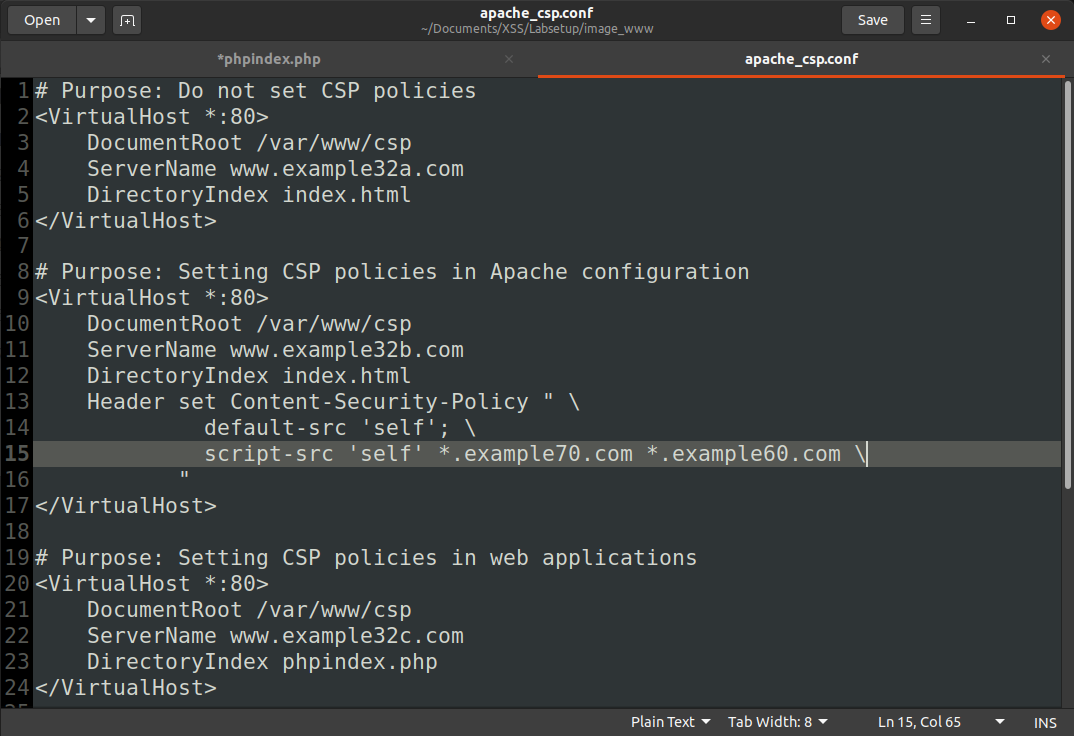 Open
apache_csp.conf
~/Documents/XSS/Labsetup/image_www
Save
*phpindex.php
apache_csp.conf
1 # Purpose: Do not set CSP policies
2 <VirtualHost *:80>
3     DocumentRoot /var/www/csp
4     ServerName www.example32a.com
5     DirectoryIndex index.html
6 </VirtualHost>
7
8 # Purpose: Setting CSP policies in Apache configuration
9 <VirtualHost *:80>
10     DocumentRoot /var/www/csp
11     ServerName www.example32b.com
12     DirectoryIndex index.html
13     Header set Content-Security-Policy " \
14              default-src 'self'; \
15              script-src 'self' *.example70.com *.example60.com \
16            "
17 </VirtualHost>
18
19 # Purpose: Setting CSP policies in web applications
20 <VirtualHost *:80>
21     DocumentRoot /var/www/csp
22     ServerName www.example32c.com
23     DirectoryIndex phpindex.php
24 </VirtualHost>
Plain Text Tab Width: 8 Ln 15, Col 65 INS